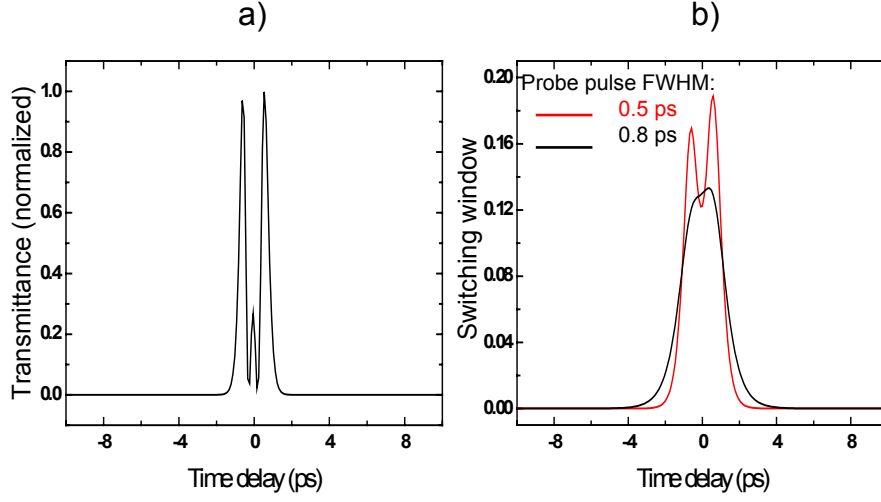 a)
b)
Transmittance (normalized)
1.0
0.8
0.6
0.4
0.2
0.0
-8 -4 0 4 8
Time delay (ps)
Switching window
0.20
0.16
0.12
0.08
0.04
0.00
Probe pulse FWHM:
0.5 ps
0.8 ps
-8 -4 0 4 8
Time delay (ps)